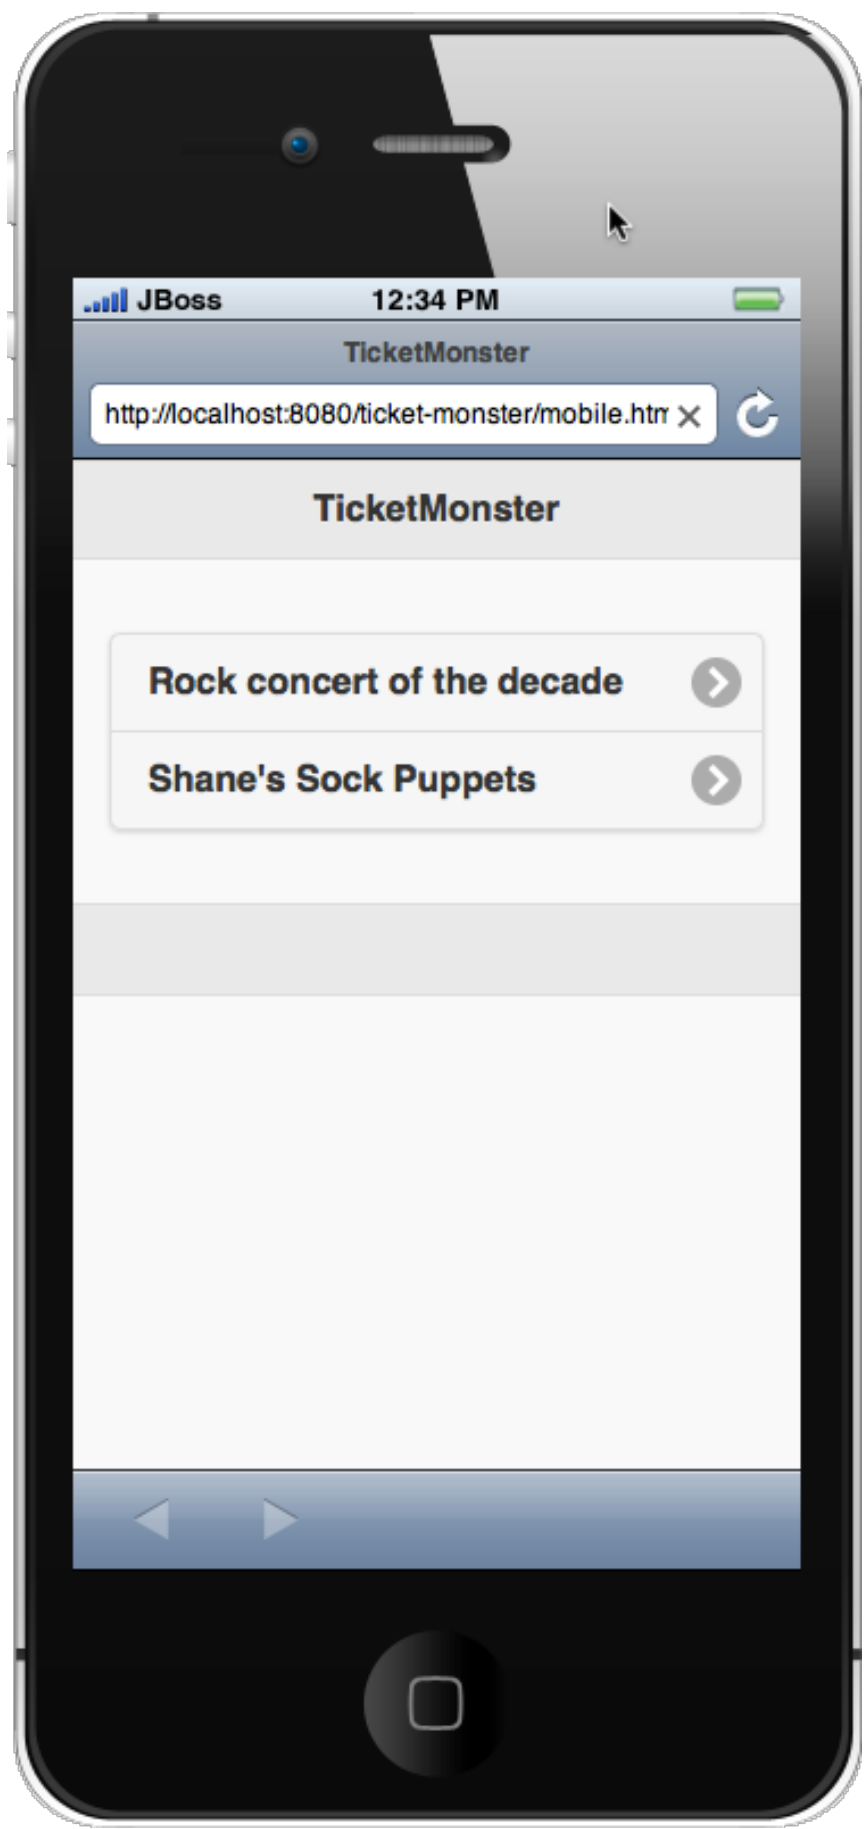 JBoss 12:34 PM
TicketMonster
http://localhost:8080/ticket-monster/mobile.htm
TicketMonster
Rock concert of the decade
Shane's Sock Puppets